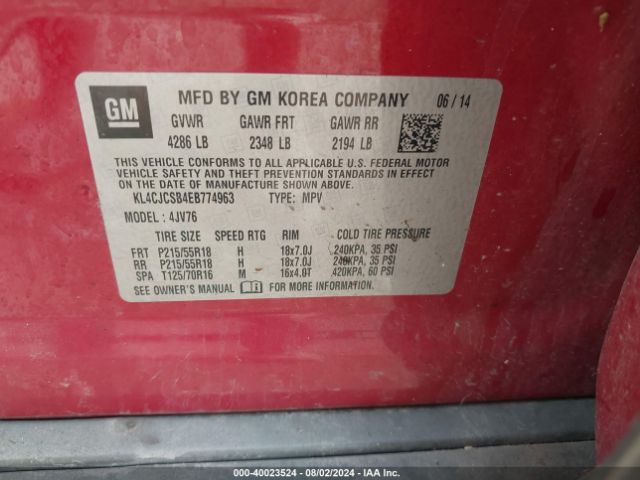 GM
MFD BY GM KOREA COMPANY 06 / 14
GVWR GAWR FRT GAWR RR
4286 LB 2348 LB 2194 LB
THIS VEHICLE CONFORMS TO ALL APPLICABLE U.S. FEDERAL MOTOR
VEHICLE SAFETY AND THEFT PREVENTION STANDARDS IN EFFECT
ON THE DATE OF MANUFACTURE SHOWN ABOVE.
KL4CJCSB4EB774963 TYPE: MPV
MODEL : 4JV76
TIRE SIZE SPEED RTG RIM COLD TIRE PRESSURE
FRT P215/55R18 H 18x7.0J 240KPA, 35 PSI
RR P215/55R18 H 18x7.0J 240KPA, 35 PSI
SPA T125/70R16 M 16x4.0T 420KPA, 60 PSI
SEE OWNER'S MANUAL FOR MORE INFORMATION.
000-40023524 - 08/02/2024 - IAA Inc.